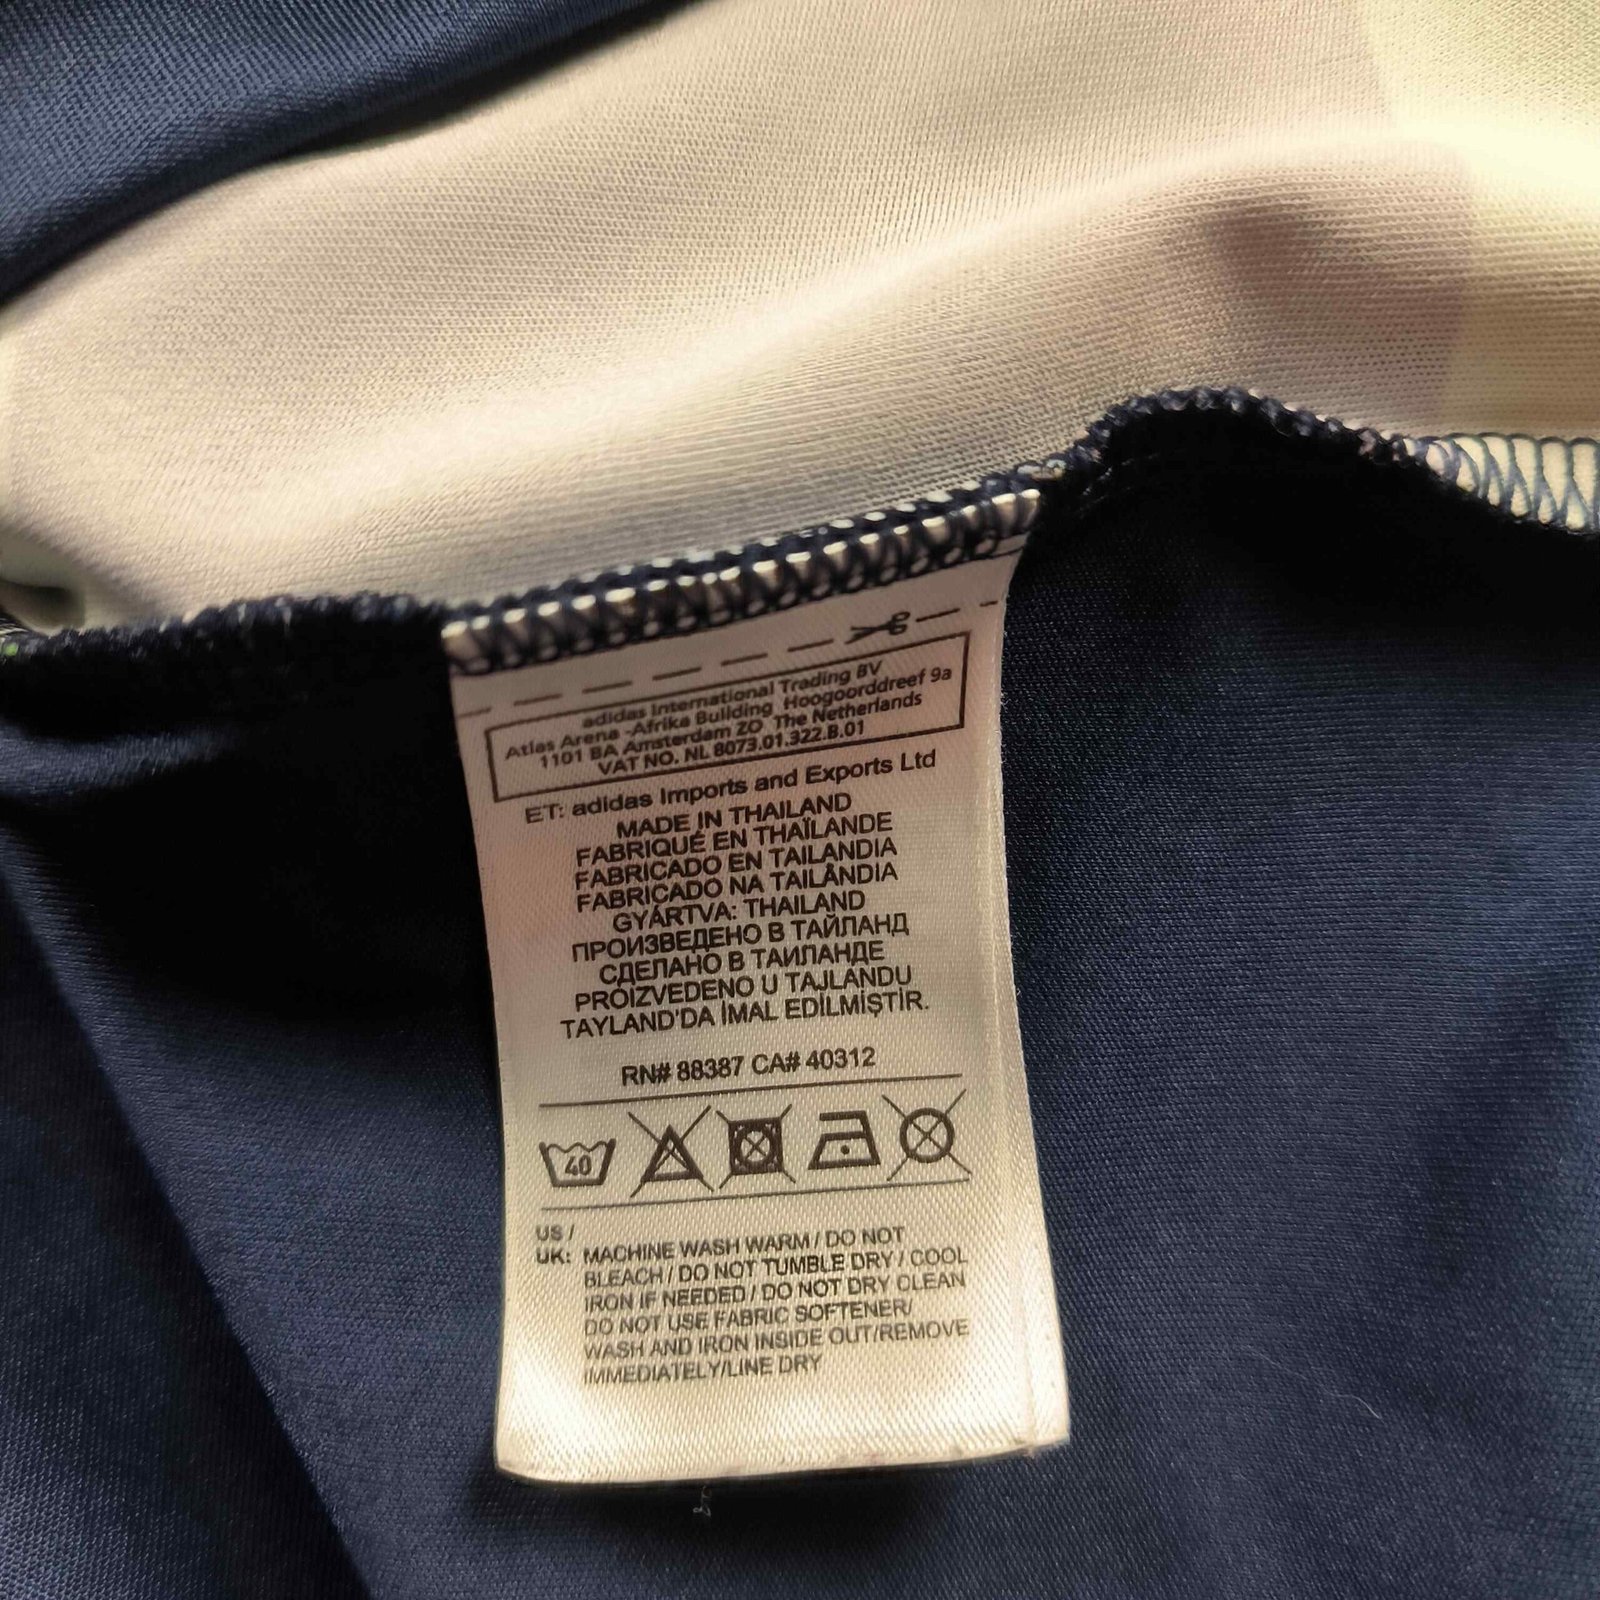 adidas International Trading BV
Atlas Arena -Afrika Building Hoogoorddreef 9a
1101 BA Amsterdam ZO The Netherlands
VAT NO. NL 8073.01.322.B.01
ET: adidas Imports and Exports Ltd
MADE IN THAILAND
FABRIQUÉ EN THAÏLANDE
FABRICADO EN TAILANDIA
FABRICADO NA TAILÂNDIA
GYÁRTVA: THAILAND
ПРОИЗВЕДЕНО В ТАЙЛАНД
СДЕЛАНО В ТАИЛАНДЕ
PROIZVEDENO U TAJLANDU
TAYLAND'DA İMAL EDİLMİŞTİR.
RN# 88387 CA# 40312
40
US /
UK: MACHINE WASH WARM / DO NOT
BLEACH / DO NOT TUMBLE DRY / COOL
IRON IF NEEDED / DO NOT DRY CLEAN
DO NOT USE FABRIC SOFTENER/
WASH AND IRON INSIDE OUT/REMOVE
IMMEDIATELY/LINE DRY